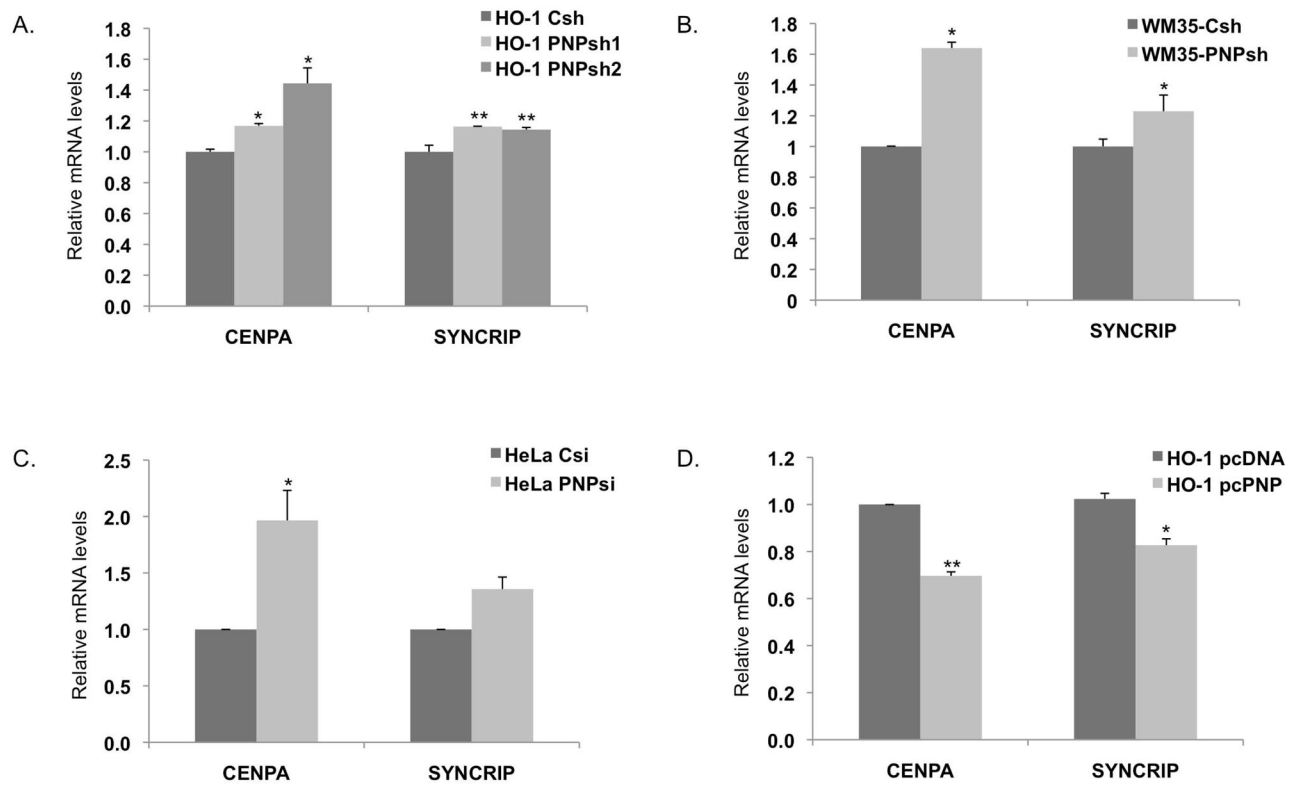 A.
HO-1 Csh
HO-1 PNPsh1
HO-1 PNPsh2
Relative mRNA levels
1.8
1.6
1.4
1.2
1.0
0.8
0.6
0.4
0.2
0.0
*
*
**
**
CENPA
SYNCRIP
B.
WM35-Csh
WM35-PNPsh
Relative mRNA levels
1.8
1.6
1.4
1.2
1
0.8
0.6
0.4
0.2
0
*
*
CENPA
SYNCRIP
C.
HeLa Csi
HeLa PNPsi
Relative mRNA levels
2.5
2.0
1.5
1.0
0.5
0.0
*
CENPA
SYNCRIP
D.
HO-1 pcDNA
HO-1 pcPNP
Relative mRNA levels
1.2
1.0
0.8
0.6
0.4
0.2
0.0
**
*
CENPA
SYNCRIP